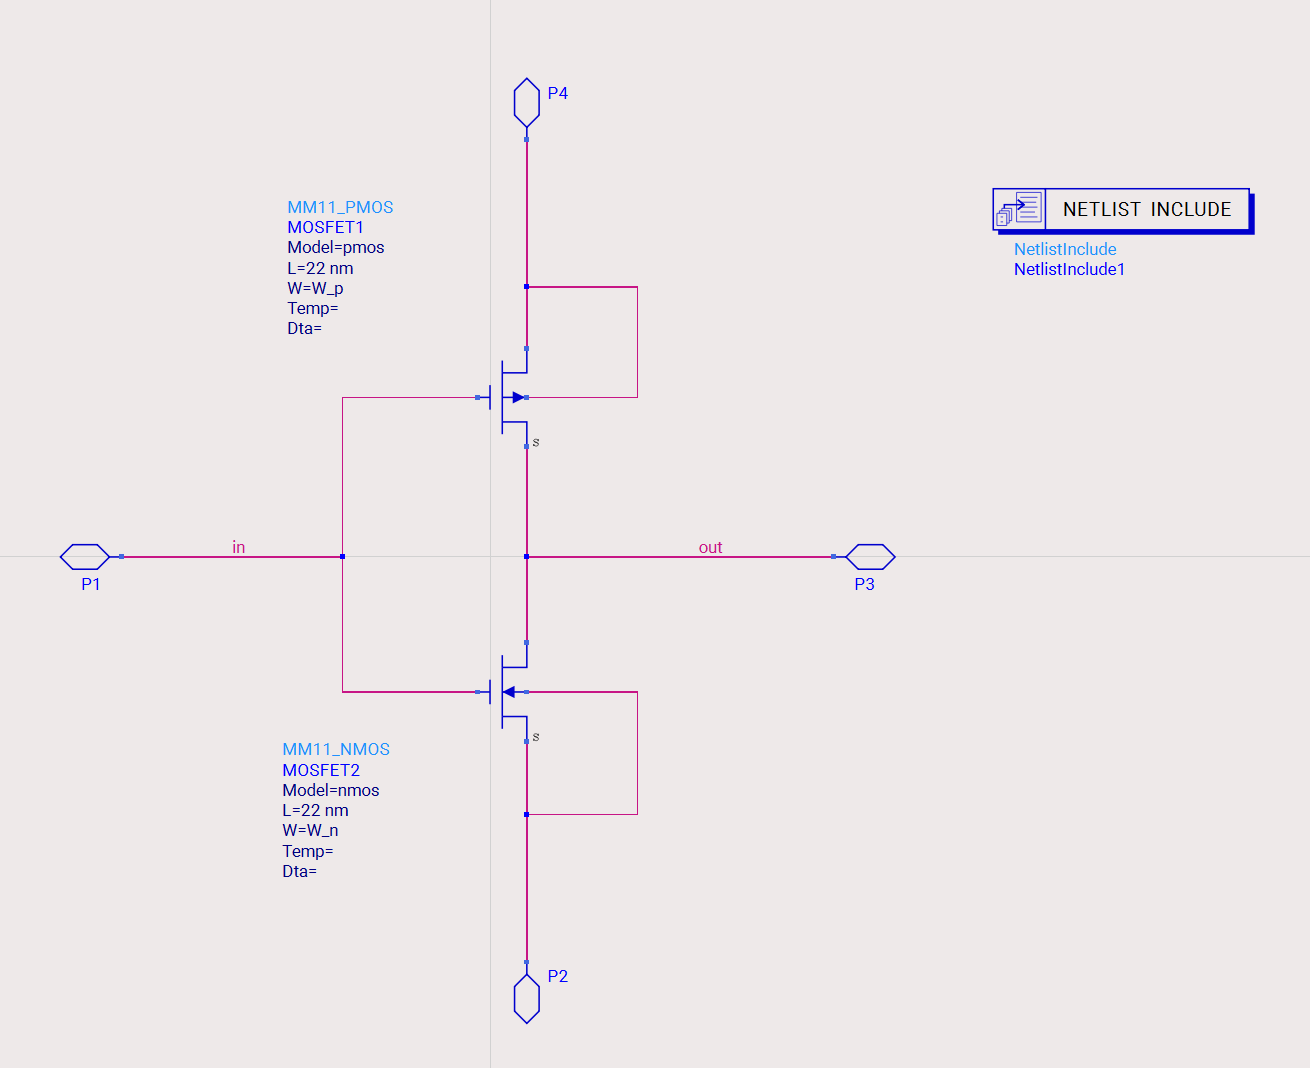 P4
MM11_PMOS
MOSFET1
Model=pmos
L=22 nm
W=W_p
Temp=
Dta=
NETLIST INCLUDE
NetlistInclude
NetlistInclude1
s
in
out
P1
P3
s
MM11_NMOS
MOSFET2
Model=nmos
L=22 nm
W=W_n
Temp=
Dta=
P2